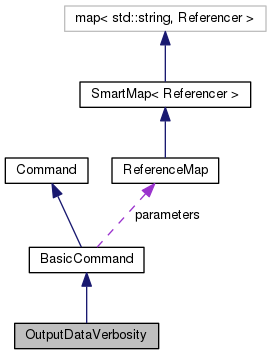 map< std::string, Referencer >
SmartMap< Referencer >
Command
ReferenceMap
parameters
BasicCommand
OutputDataVerbosity